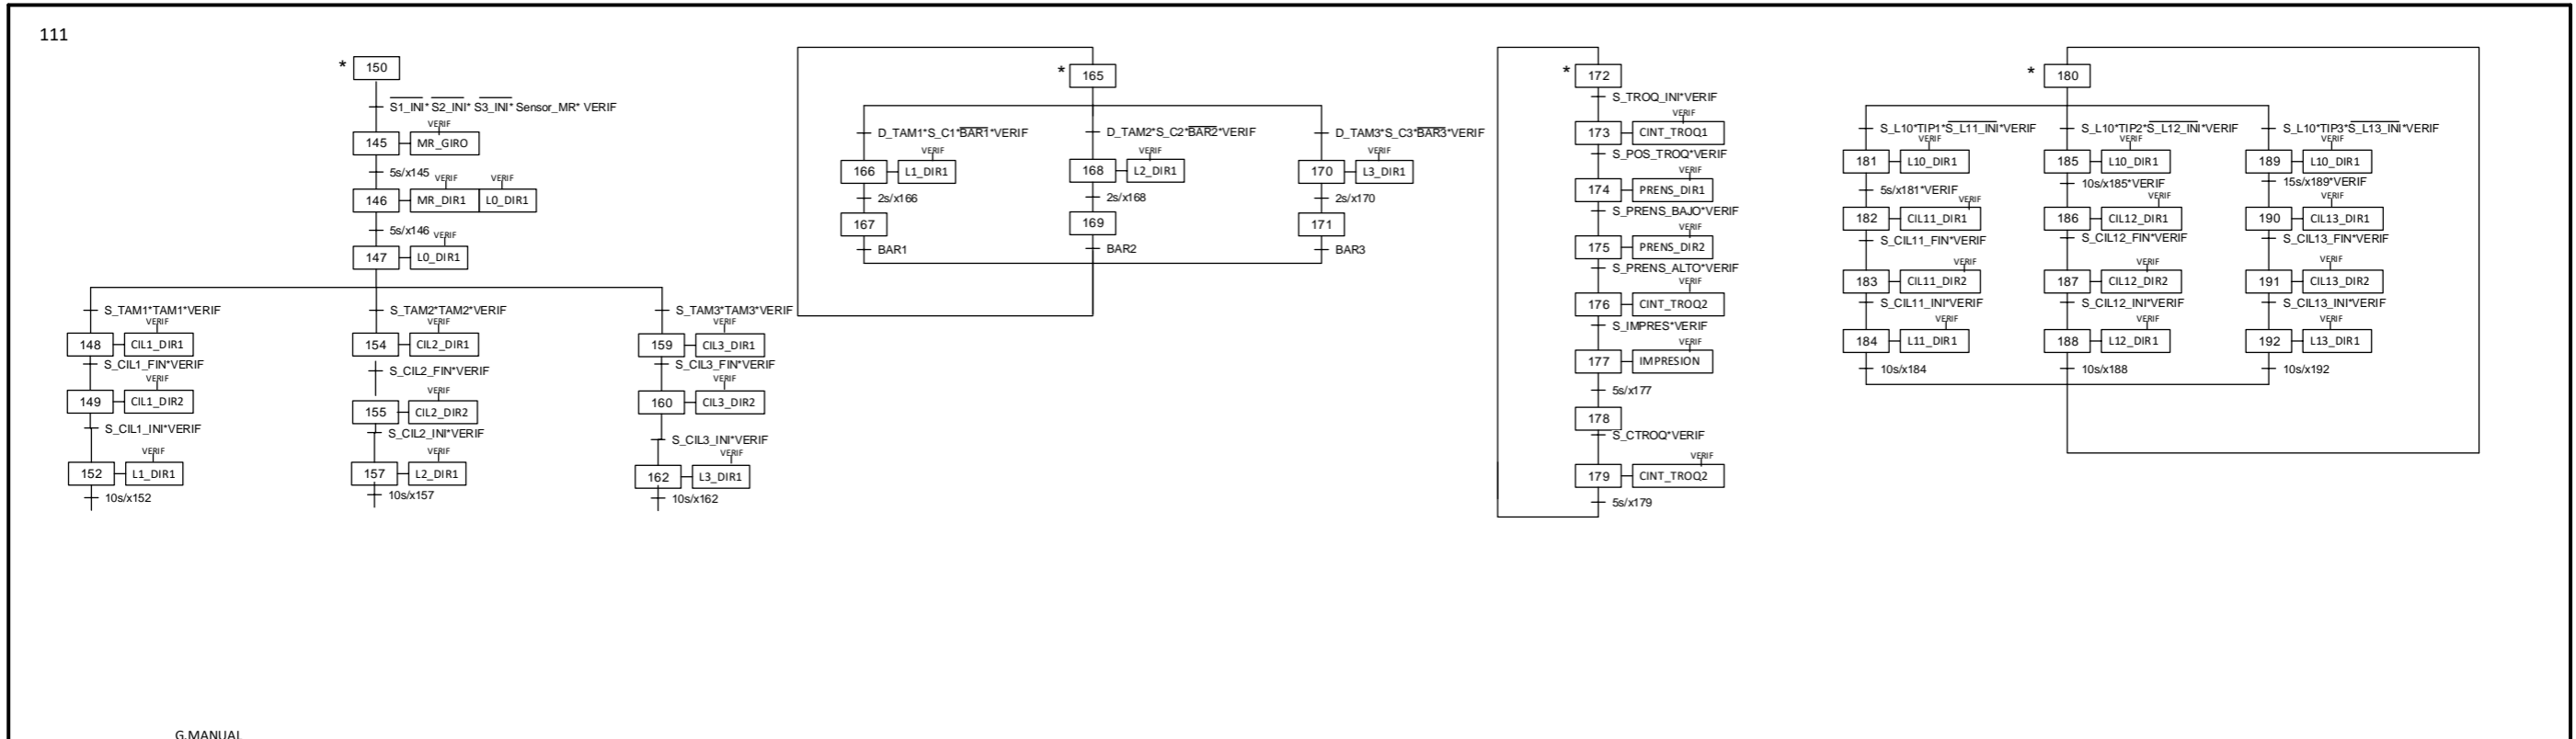 111
* 150
S1_INI* S2_INI* S3_INI* Sensor_MR* VERIF
VERIF
145 MR_GIRO
5s/x145
VERIF VERIF
146 MR_DIR1 L0_DIR1
5s/x146
VERIF
147 L0_DIR1
S_TAM1*TAM1*VERIF
VERIF
148 CIL1_DIR1
S_CIL1_FIN*VERIF
VERIF
149 CIL1_DIR2
S_CIL1_INI*VERIF
VERIF
152 L1_DIR1
10s/x152
S_TAM2*TAM2*VERIF
VERIF
154 CIL2_DIR1
S_CIL2_FIN*VERIF
VERIF
155 CIL2_DIR2
S_CIL2_INI*VERIF
VERIF
157 L2_DIR1
10s/x157
S_TAM3*TAM3*VERIF
VERIF
159 CIL3_DIR1
S_CIL3_FIN*VERIF
VERIF
160 CIL3_DIR2
S_CIL3_INI*VERIF
VERIF
162 L3_DIR1
10s/x162
* 165
D_TAM1*S_C1*BAR1*VERIF
VERIF
166 L1_DIR1
2s/x166
167
BAR1
D_TAM2*S_C2*BAR2*VERIF
VERIF
168 L2_DIR1
2s/x168
169
BAR2
D_TAM3*S_C3*BAR3*VERIF
VERIF
170 L3_DIR1
2s/x170
171
BAR3
* 172
S_TROQ_INI*VERIF
VERIF
173 CINT_TROQ1
S_POS_TROQ*VERIF
VERIF
174 PRENS_DIR1
S_PRENS_BAJO*VERIF
VERIF
175 PRENS_DIR2
S_PRENS_ALTO*VERIF
VERIF
176 CINT_TROQ2
S_IMPRES*VERIF
VERIF
177 IMPRESION
5s/x177
178
S_CTROQ*VERIF
VERIF
179 CINT_TROQ2
5s/x179
* 180
S_L10*TIP1*S_L11_INI*VERIF
VERIF
181 L10_DIR1
5s/x181*VERIF
VERIF
182 CIL11_DIR1
S_CIL11_FIN*VERIF
VERIF
183 CIL11_DIR2
S_CIL11_INI*VERIF
VERIF
184 L11_DIR1
10s/x184
S_L10*TIP2*S_L12_INI*VERIF
VERIF
185 L10_DIR1
10s/x185*VERIF
VERIF
186 CIL12_DIR1
S_CIL12_FIN*VERIF
VERIF
187 CIL12_DIR2
S_CIL12_INI*VERIF
VERIF
188 L12_DIR1
10s/x188
S_L10*TIP3*S_L13_INI*VERIF
VERIF
189 L10_DIR1
15s/x189*VERIF
VERIF
190 CIL13_DIR1
S_CIL13_FIN*VERIF
VERIF
191 CIL13_DIR2
S_CIL13_INI*VERIF
VERIF
192 L13_DIR1
10s/x192
G.MANUAL